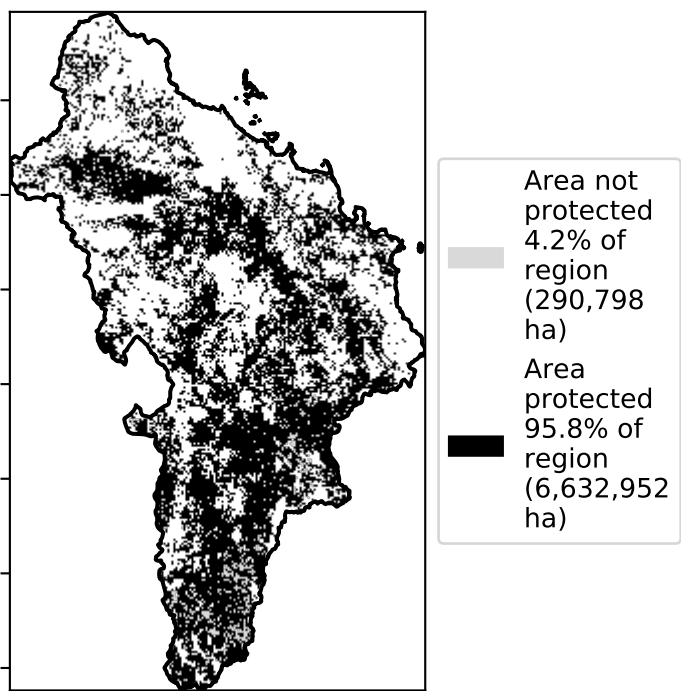 Area not
protected
4.2% of
region
(290,798
ha)
Area
protected
95.8% of
region
(6,632,952
ha)